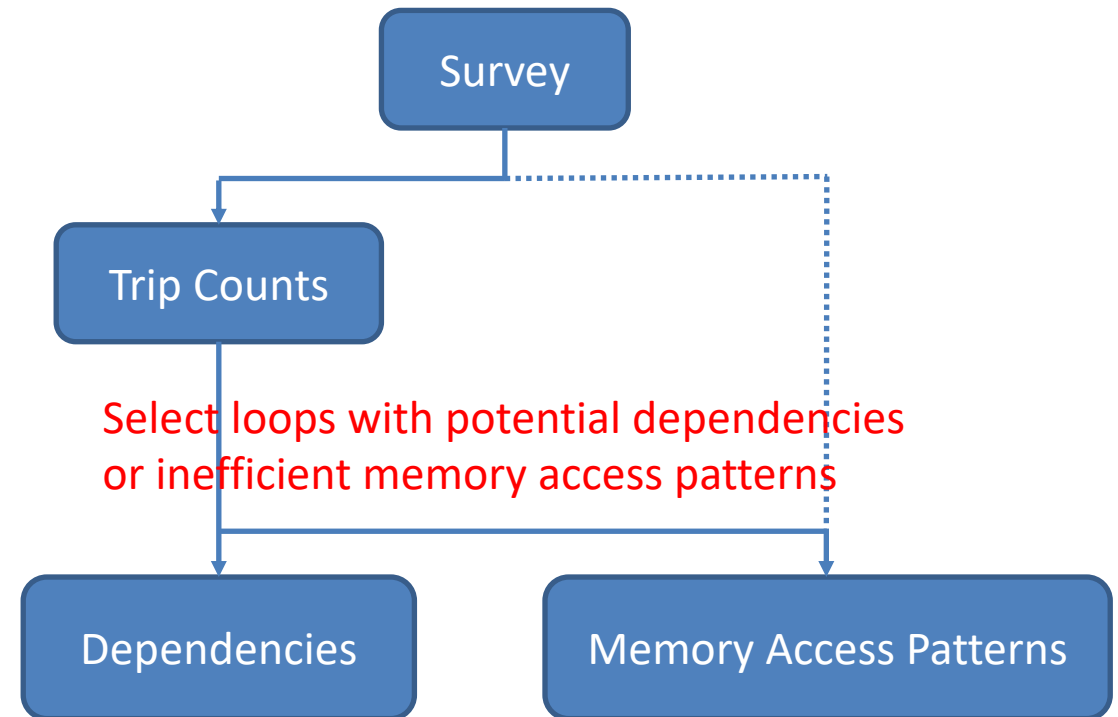 Survey
Trip Counts
Select loops with potential dependencies
or inefficient memory access patterns
Dependencies
Memory Access Patterns